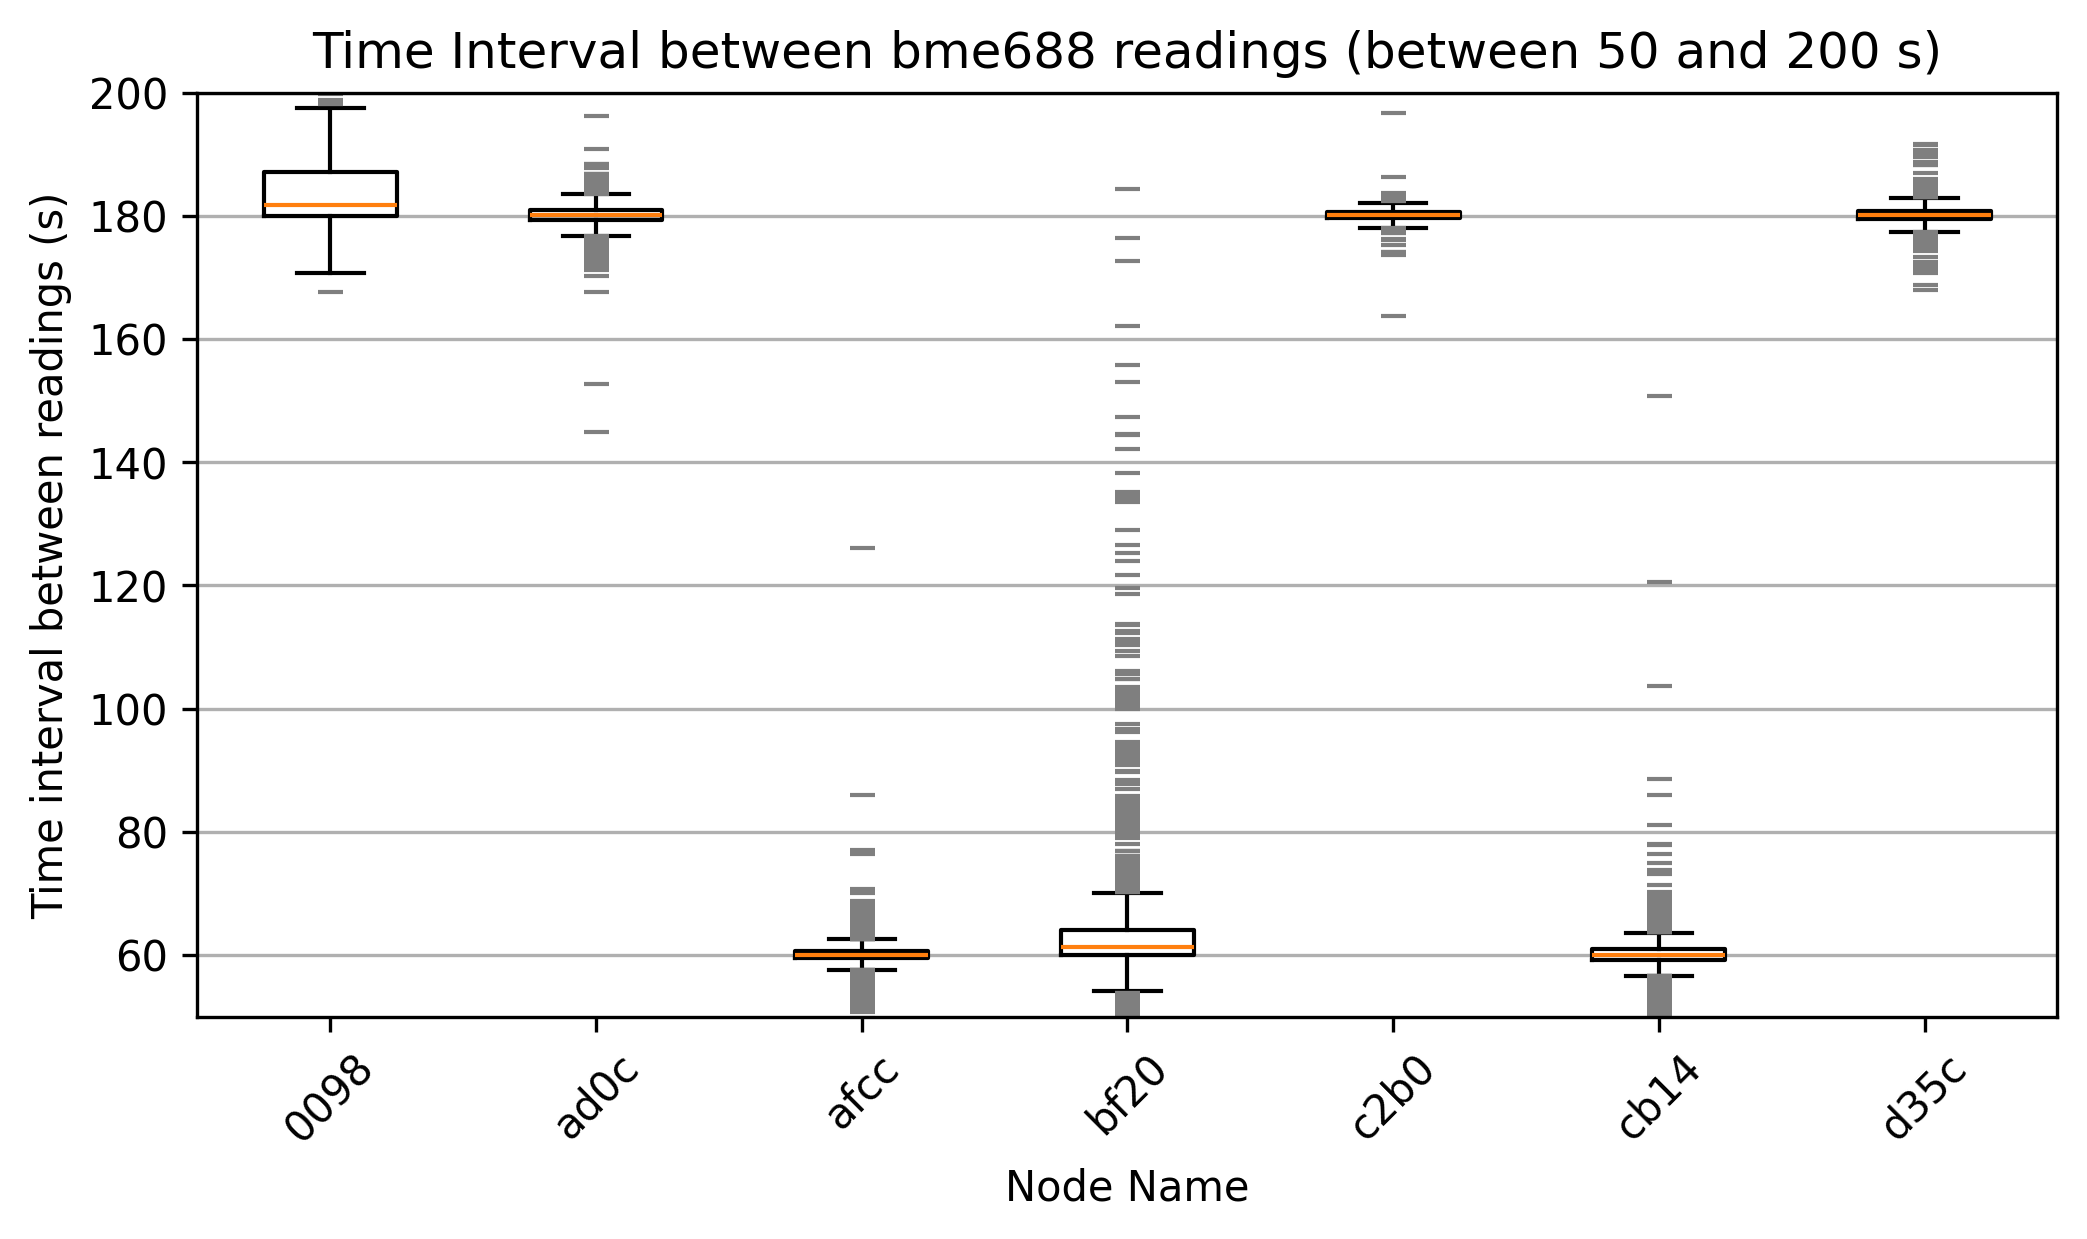 Time Interval between bme688 readings (between 50 and 200 s)
Time interval between readings (s)
200
180
160
140
120
100
80
60
0098
ad0c
afcc
bf20
c2b0
cb14
d35c
Node Name